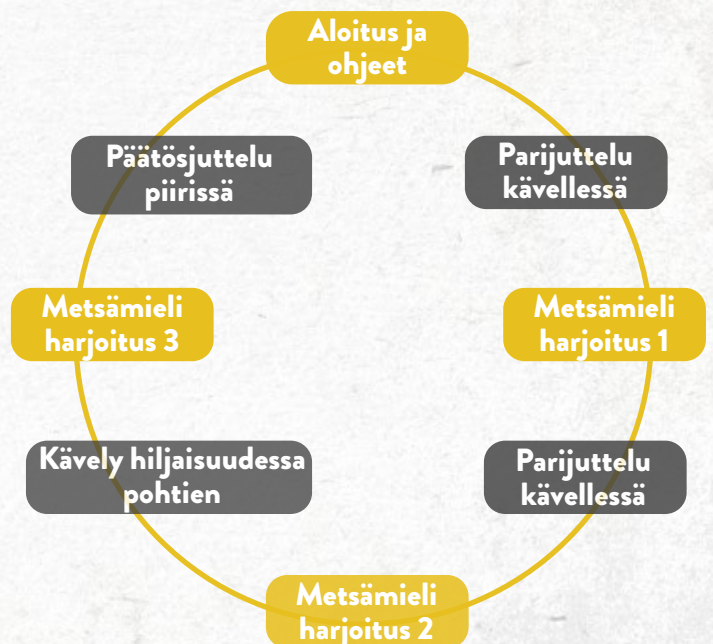 Aloitus ja
ohjeet
Parijuttelu
kävellessä
Metsämieli
harjoitus 1
Parijuttelu
kävellessä
Metsämieli
harjoitus 2
Kävely hiljaisuudessa
pohtien
Metsämieli
harjoitus 3
Päätösjuttelu
piirissä